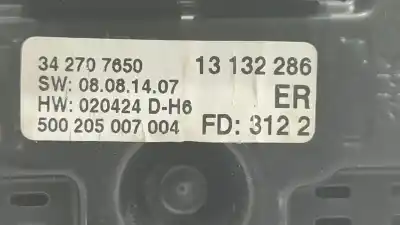 34 270 7650 13 132 286
SW: 08.08.14.07
HW: 020424 D-H6 ER
500 205 007 004 FD: 312 2